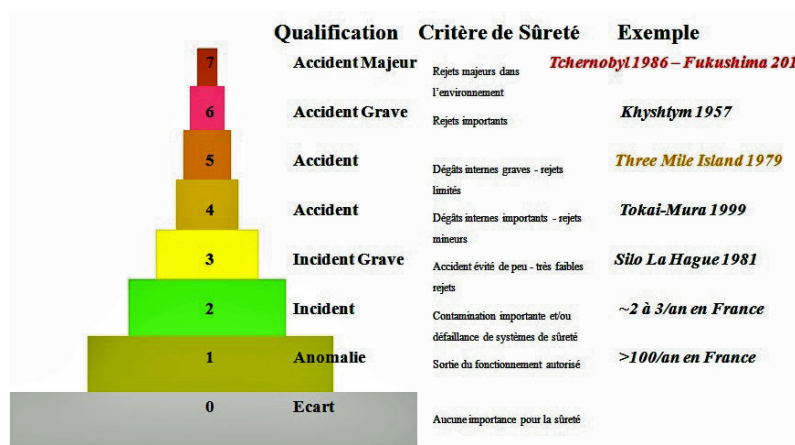 Qualification Critère de Sûreté Exemple
7 Accident Majeur Rejets majeurs dans l'environnement Tchernobyl 1986 – Fukushima 201
6 Accident Grave Rejets importants Khyshtym 1957
5 Accident Dégâts internes graves - rejets limités Three Mile Island 1979
4 Accident Dégâts internes importants - rejets mineurs Tokai-Mura 1999
3 Incident Grave Accident évité de peu - très faibles rejets Silo La Hague 1981
2 Incident Contamination importante et/ou défaillance de systèmes de sûreté ~2 à 3/an en France
1 Anomalie Sortie du fonctionnement autorisé >100/an en France
0 Ecart Aucune importance pour la sûreté